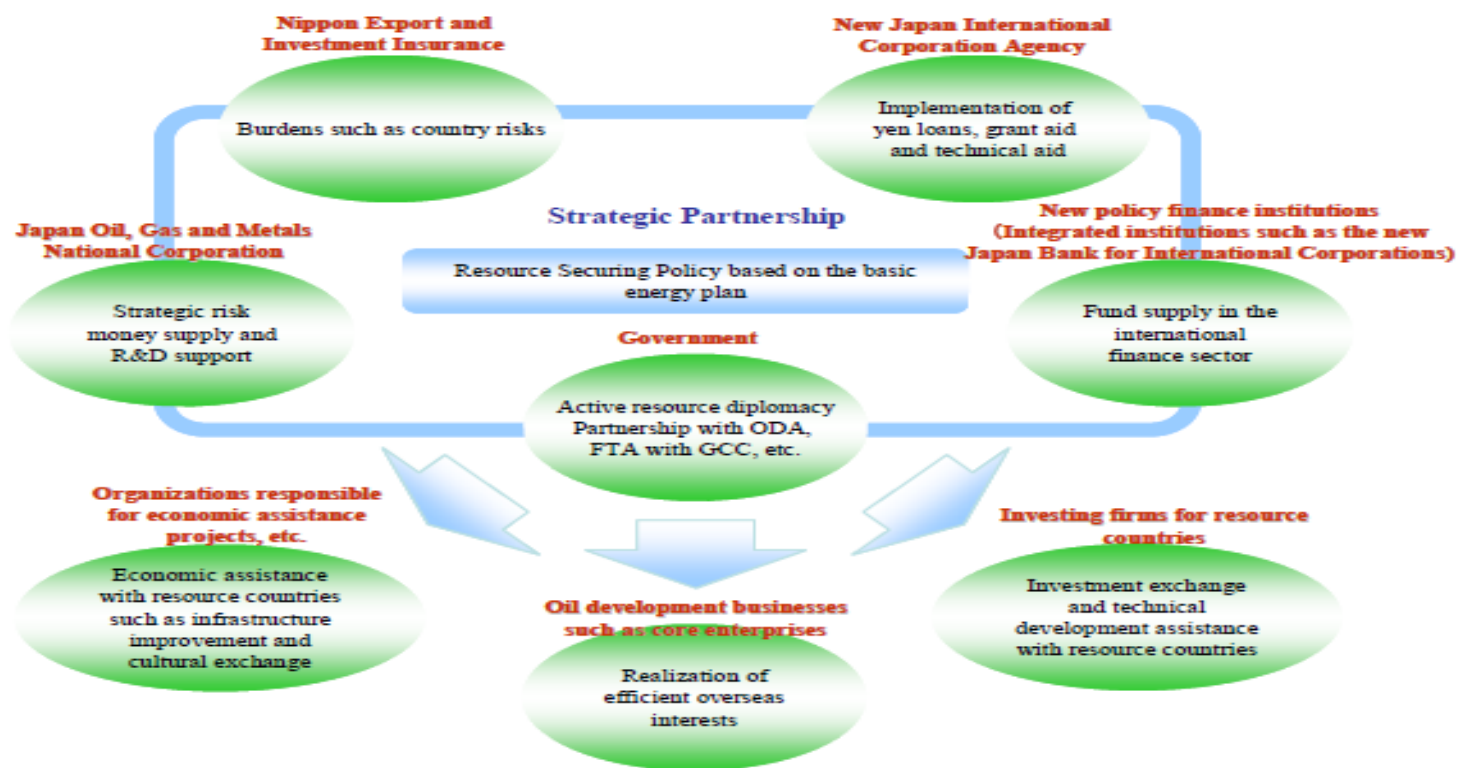 Nippon Export and
Investment Insurance
Burdens such as country risks
New Japan International
Corporation Agency
Implementation of
yen loans, grant aid
and technical aid
Strategic Partnership
Resource Securing Policy based on the basic
energy plan
Japan Oil, Gas and Metals
National Corporation
Strategic risk
money supply and
R&D support
New policy finance institutions
(Integrated institutions such as the new
Japan Bank for International Corporations)
Fund supply in the
international
finance sector
Government
Active resource diplomacy
Partnership with ODA,
FTA with GCC, etc.
Organizations responsible
for economic assistance
projects, etc.
Economic assistance
with resource countries
such as infrastructure
improvement and
cultural exchange
Oil development businesses
such as core enterprises
Realization of
efficient overseas
interests
Investing firms for resource
countries
Investment exchange
and technical
development assistance
with resource countries